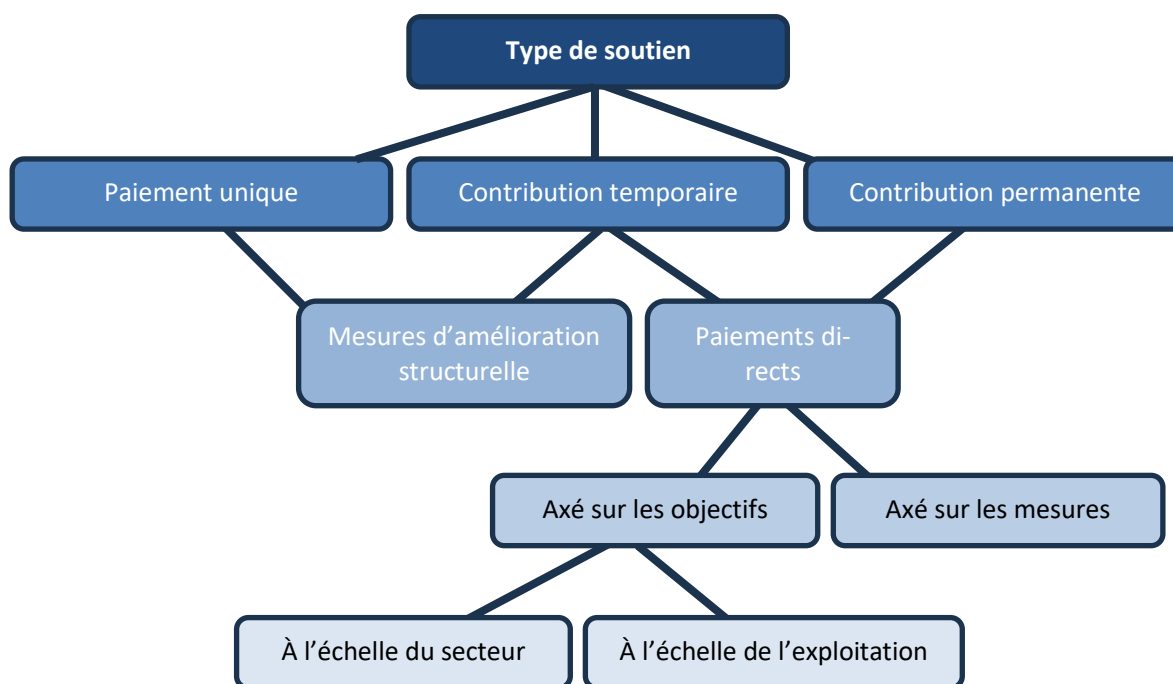 Type de soutien
Paiement unique
Contribution temporaire
Contribution permanente
Mesures d’amélioration
structurelle
Paiements di-
rects
Axé sur les objectifs
Axé sur les mesures
À l’échelle du secteur
À l’échelle de l’exploitation